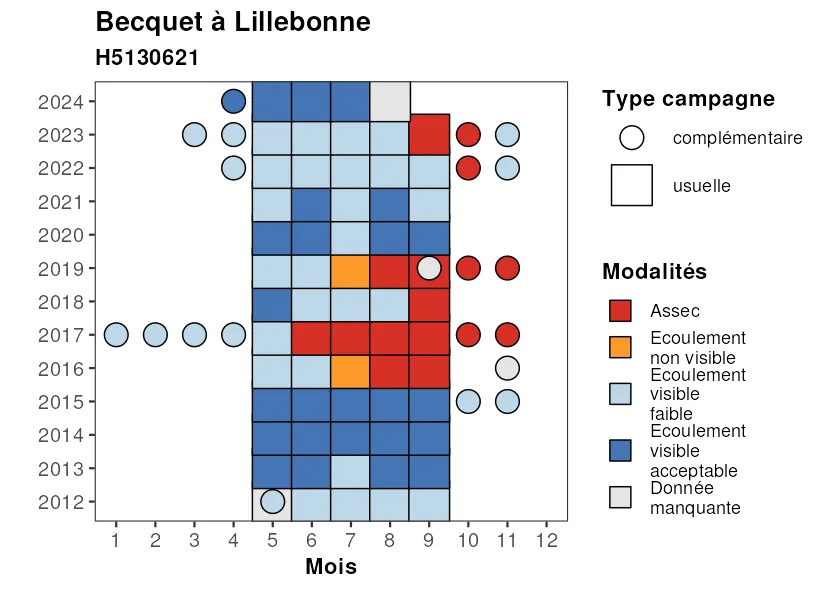 Becquet à Lillebonne
H5130621
2024
2023
2022
2021
2020
2019
2018
2017
2016
2015
2014
2013
2012
1 2 3 4 5 6 7 8 9 10 11 12
Mois
Type campagne
complémentaire
usuelle
Modalités
Assec
Ecoulement
non visible
Ecoulement
visible
faible
Ecoulement
visible
acceptable
Donnée
manquante